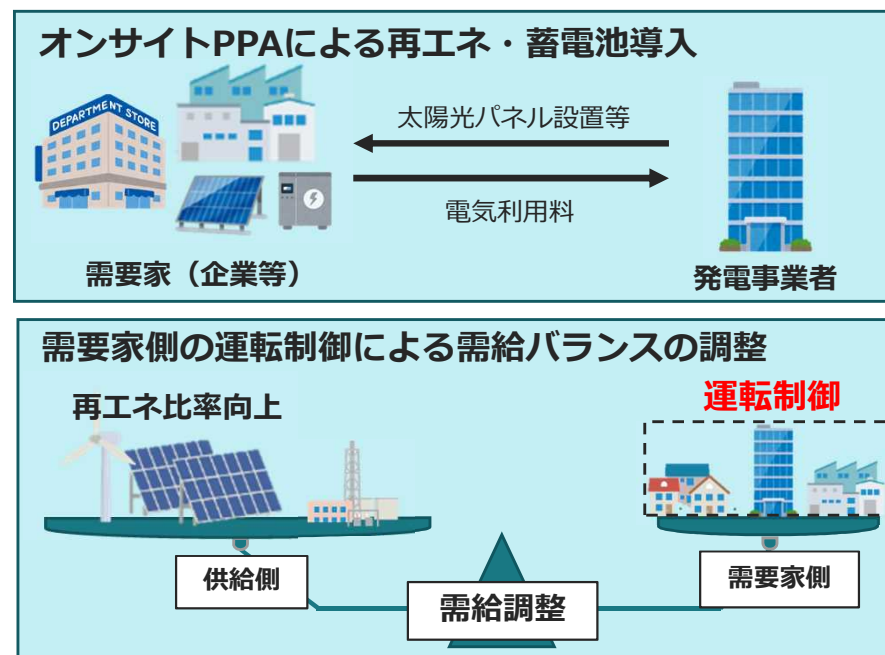 オンサイトPPAによる再エネ・蓄電池導入
DEPARTMENT STORE
太陽光パネル設置等
電気利用料
需要家（企業等）
発電事業者
需要家側の運転制御による需給バランスの調整
再エネ比率向上
運転制御
供給側
需要家側
需給調整